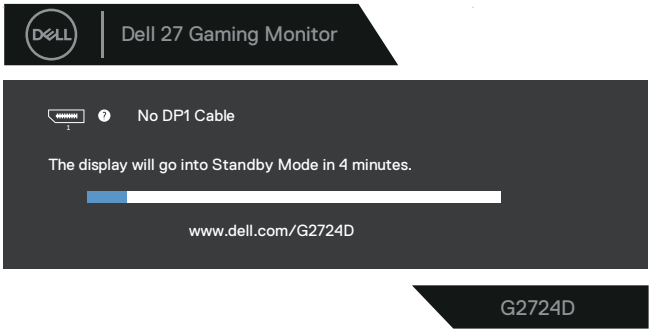 DELL
Dell 27 Gaming Monitor
1
? No DP1 Cable
The display will go into Standby Mode in 4 minutes.
www.dell.com/G2724D
G2724D